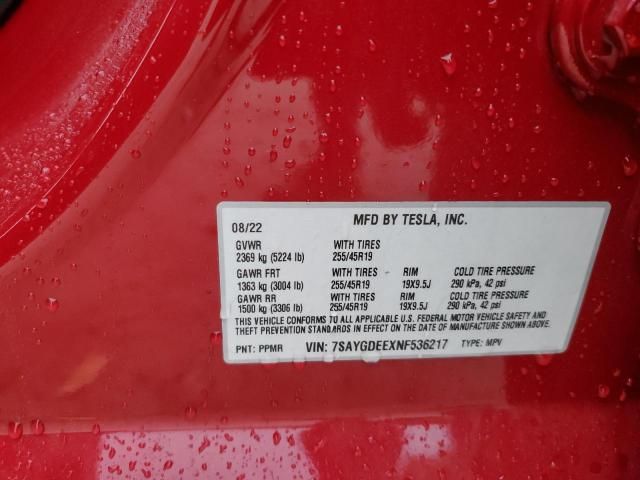 08/22 MFD BY TESLA, INC.
GVWR WITH TIRES
2369 kg (5224 lb) 255/45R19
GAWR FRT WITH TIRES RIM COLD TIRE PRESSURE
1363 kg (3004 lb) 255/45R19 19X9.5J 290 kPa, 42 psi
GAWR RR WITH TIRES RIM COLD TIRE PRESSURE
1500 kg (3306 lb) 255/45R19 19X9.5J 290 kPa, 42 psi
THIS VEHICLE CONFORMS TO ALL APPLICABLE U.S. FEDERAL MOTOR VEHICLE SAFETY AND
THEFT PREVENTION STANDARDS IN EFFECT ON THE DATE OF MANUFACTURE SHOWN ABOVE.
PNT: PPMR VIN: 7SAYGDEEXNF536217 TYPE: MPV